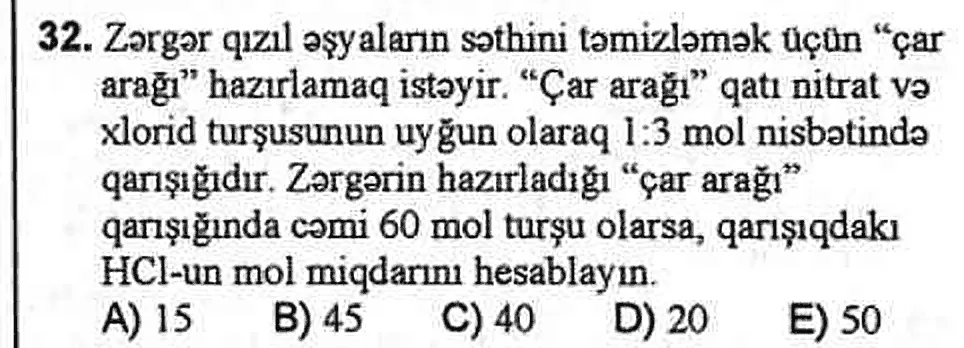 32. Zərgər qızıl əşyaların səthini təmizləmək üçün “çar
arağı” hazırlamaq istəyir. “Çar arağı” qatı nitrat və
xlorid turşusunun uyğun olaraq 1:3 mol nisbətində
qarışığıdır. Zərgərin hazırladığı “çar arağı”
qarışığında cəmi 60 mol turşu olarsa, qarışıqdakı
HCl-un mol miqdarını hesablayın.
A) 15 B) 45 C) 40 D) 20 E) 50